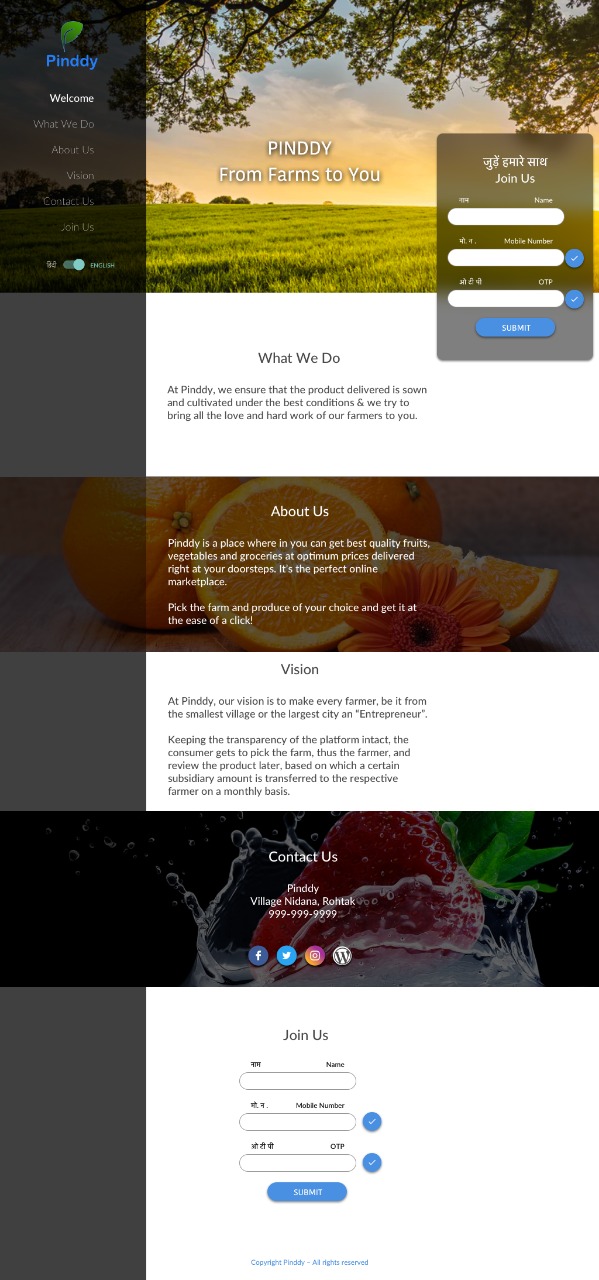 Pinddy
Welcome
What We Do
About Us
Vision
Contact Us
Join Us
हिंदी ENGLISH
PINDDY
From Farms to You
जुड़ें हमारे साथ
Join Us
नाम Name
मो. न . Mobile Number
ओ टी पी OTP
SUBMIT
What We Do
At Pinddy, we ensure that the product delivered is sown
and cultivated under the best conditions & we try to
bring all the love and hard work of our farmers to you.
About Us
Pinddy is a place where in you can get best quality fruits,
vegetables and groceries at optimum prices delivered
right at your doorsteps. It's the perfect online
marketplace.
Pick the farm and produce of your choice and get it at
the ease of a click!
Vision
At Pinddy, our vision is to make every farmer, be it from
the smallest village or the largest city an “Entrepreneur”.
Keeping the transparency of the platform intact, the
consumer gets to pick the farm, thus the farmer, and
review the product later, based on which a certain
subsidiary amount is transferred to the respective
farmer on a monthly basis.
Contact Us
Pinddy
Village Nidana, Rohtak
999-999-9999
Join Us
नाम Name
मो. न . Mobile Number
ओ टी पी OTP
SUBMIT
Copyright Pinddy – All rights reserved